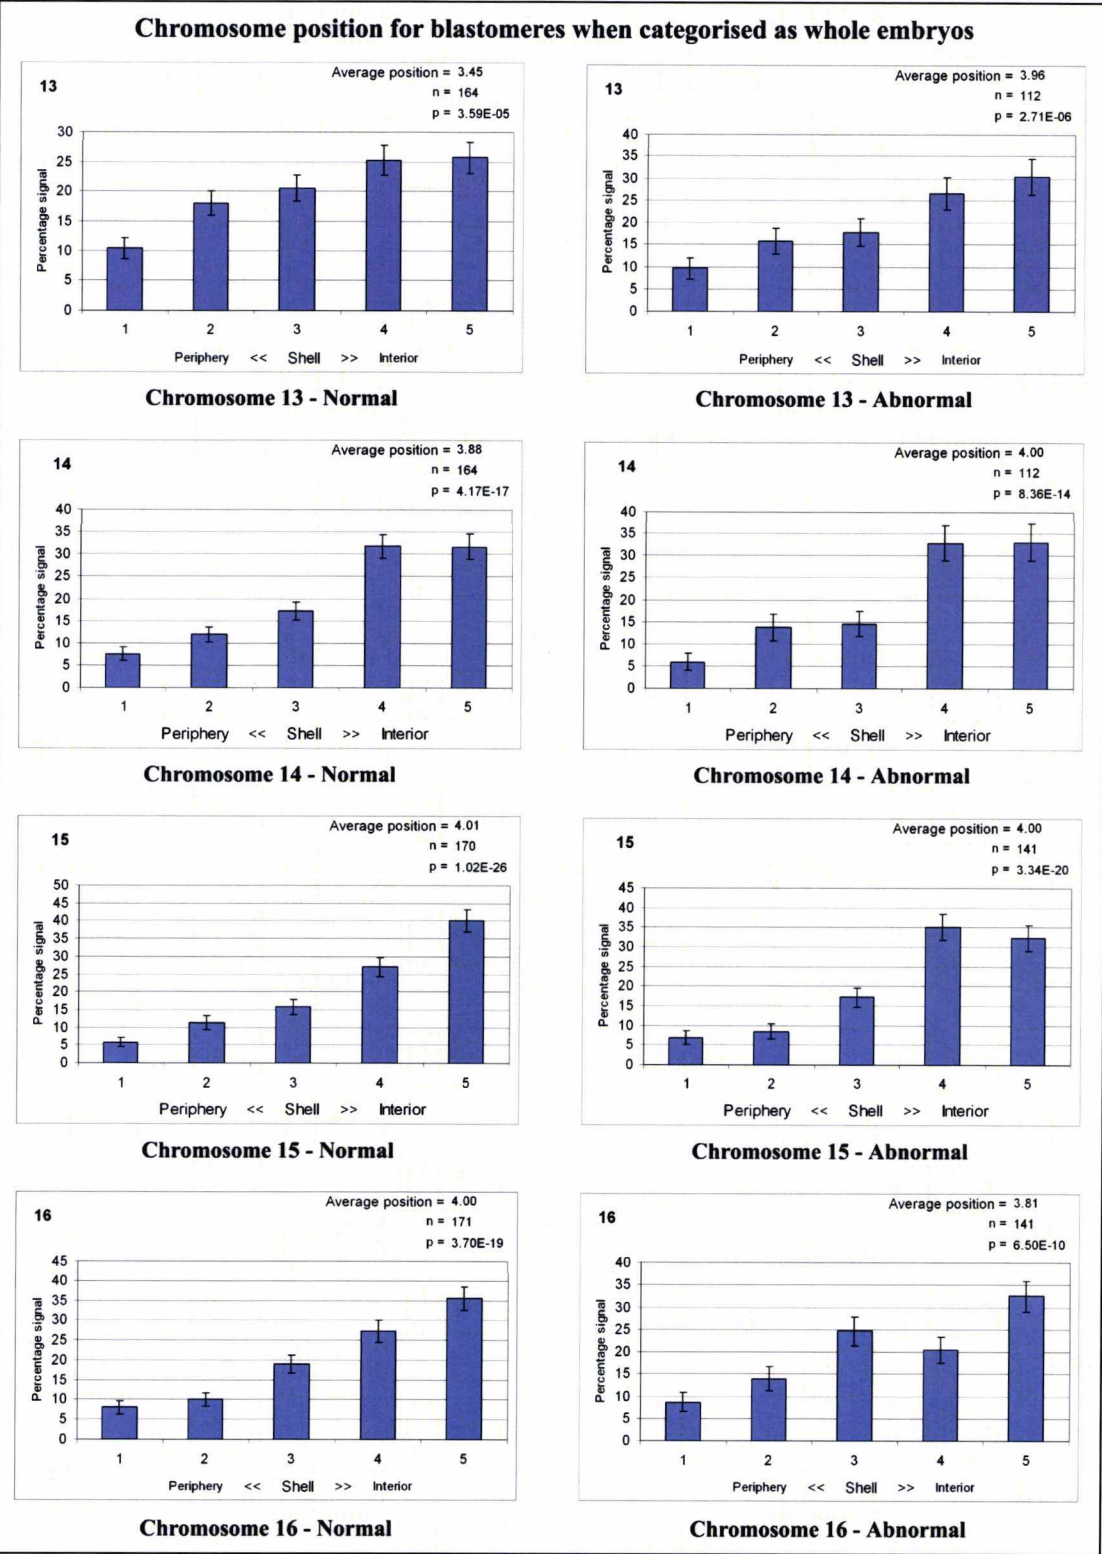 Chromosome position for blastomeres when categorised as whole embryos
13
Average position = 3.45
n = 164
p = 3.59E-05
Percentage signal
30
25
20
15
10
5
0
1 2 3 4 5
Periphery << Shell >> Interior
Chromosome 13 - Normal
13
Average position = 3.96
n = 112
p = 2.71E-06
Percentage signal
40
35
30
25
20
15
10
5
0
1 2 3 4 5
Periphery << Shell >> Interior
Chromosome 13 - Abnormal
14
Average position = 3.88
n = 164
p = 4.17E-17
Percentage signal
40
35
30
25
20
15
10
5
0
1 2 3 4 5
Periphery << Shell >> Interior
Chromosome 14 - Normal
14
Average position = 4.00
n = 112
p = 8.36E-14
Percentage signal
40
35
30
25
20
15
10
5
0
1 2 3 4 5
Periphery << Shell >> Interior
Chromosome 14 - Abnormal
15
Average position = 4.01
n = 170
p = 1.02E-26
Percentage signal
50
45
40
35
30
25
20
15
10
5
0
1 2 3 4 5
Periphery << Shell >> Interior
Chromosome 15 - Normal
15
Average position = 4.00
n = 141
p = 3.34E-20
Percentage signal
45
40
35
30
25
20
15
10
5
0
1 2 3 4 5
Periphery << Shell >> Interior
Chromosome 15 - Abnormal
16
Average position = 4.00
n = 171
p = 3.70E-19
Percentage signal
45
40
35
30
25
20
15
10
5
0
1 2 3 4 5
Periphery << Shell >> Interior
Chromosome 16 - Normal
16
Average position = 3.81
n = 141
p = 6.50E-10
Percentage signal
40
35
30
25
20
15
10
5
0
1 2 3 4 5
Periphery << Shell >> Interior
Chromosome 16 - Abnormal